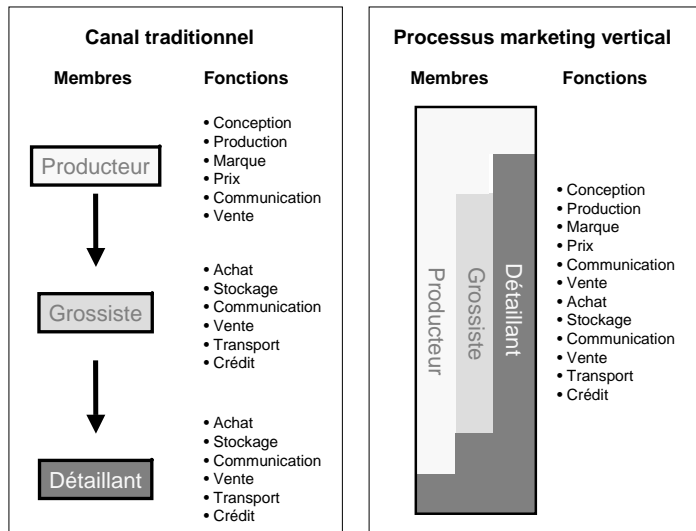 Canal traditionnel
Membres Fonctions
• Conception
• Production
Producteur
• Marque
• Prix
• Communication
• Vente
• Achat
• Stockage
Grossiste
• Communication
• Vente
• Transport
• Crédit
• Achat
• Stockage
• Communication
Détaillant
• Vente
• Transport
• Crédit
Processus marketing vertical
Membres Fonctions
Producteur
Grossiste
Détaillant
• Conception
• Production
• Marque
• Prix
• Communication
• Vente
• Achat
• Stockage
• Communication
• Vente
• Transport
• Crédit